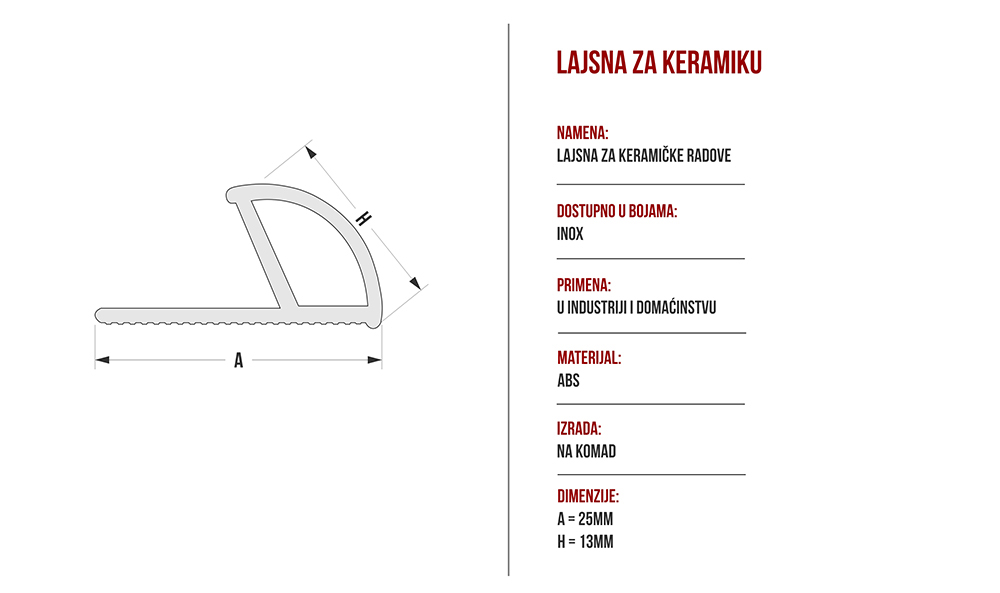 H
A
LAJSNA ZA KERAMIKU
NAMENA:
LAJSNA ZA KERAMIČKE RADOVE
DOSTUPNO U BOJAMA:
INOX
PRIMENA:
U INDUSTRIJI I DOMAĆINSTVU
MATERIJAL:
ABS
IZRADA:
NA KOMAD
DIMENZIJE:
A = 25MM
H = 13MM